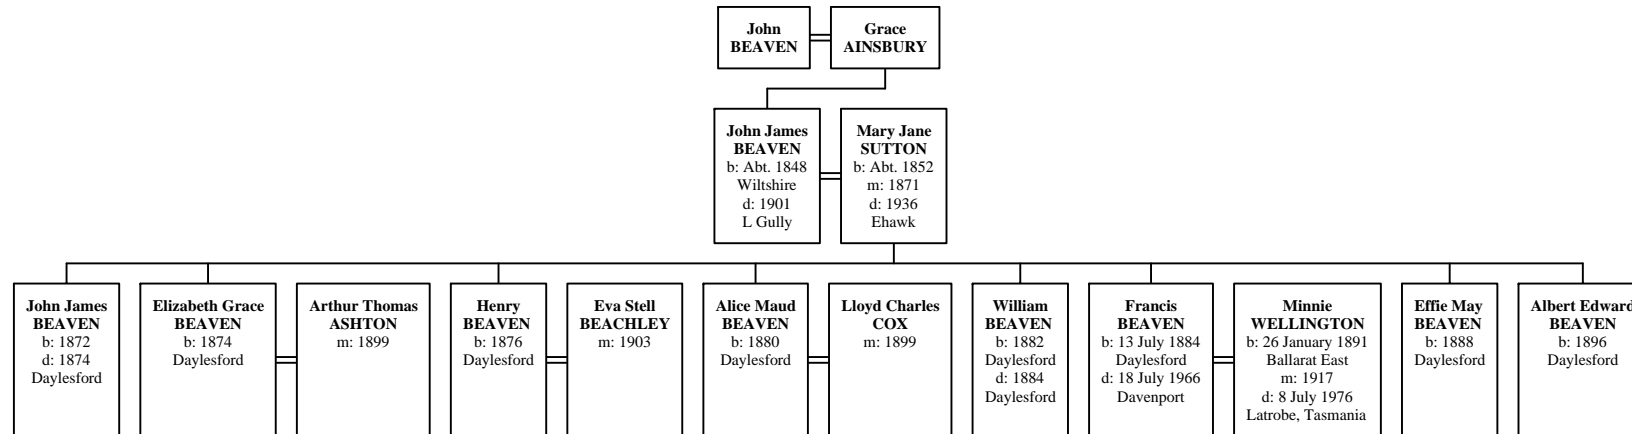 John
BEAVEN
Grace
AINSBURY
John James
BEAVEN
b: Abt. 1848
Wiltshire
d: 1901
L Gully
Mary Jane
SUTTON
b: Abt. 1852
m: 1871
d: 1936
Ehawk
John James
BEAVEN
b: 1872
d: 1874
Daylesford
Elizabeth Grace
BEAVEN
b: 1874
Daylesford
Arthur Thomas
ASHTON
m: 1899
Henry
BEAVEN
b: 1876
Daylesford
Eva Stell
BEACHLEY
m: 1903
Alice Maud
BEAVEN
b: 1880
Daylesford
Lloyd Charles
COX
m: 1899
William
BEAVEN
b: 1882
Daylesford
d: 1884
Daylesford
Francis
BEAVEN
b: 13 July 1884
Daylesford
d: 18 July 1966
Davenport
Minnie
WELLINGTON
b: 26 January 1891
Ballarat East
m: 1917
d: 8 July 1976
Latrobe, Tasmania
Effie May
BEAVEN
b: 1888
Daylesford
Albert Edward
BEAVEN
b: 1896
Daylesford